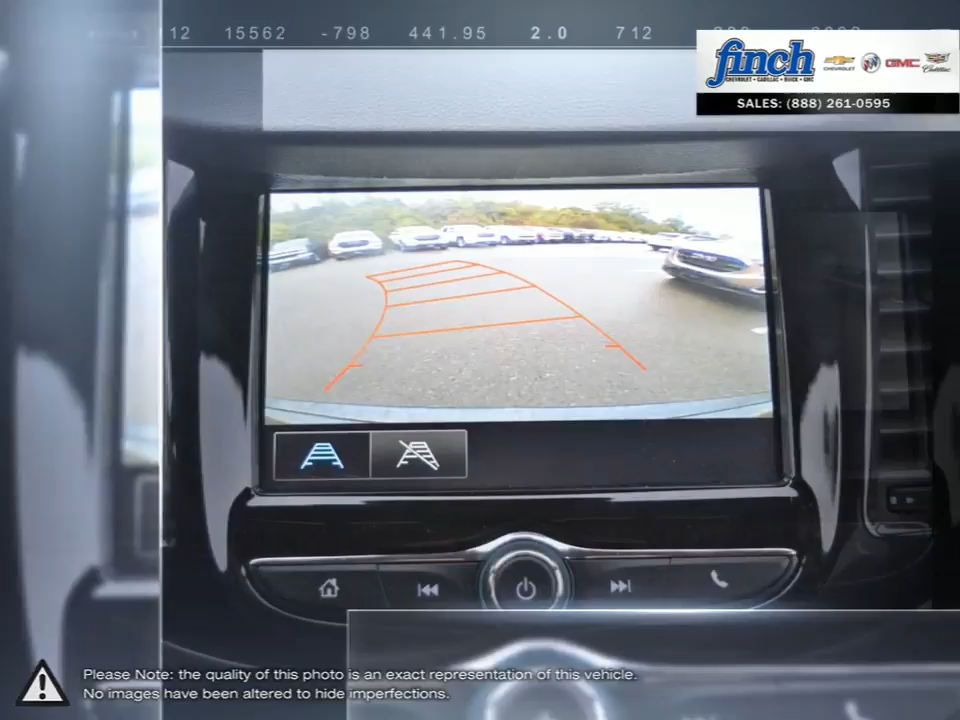 12 15562 -798 441.95 2.0 712
finch
CHEVROLET • CADILLAC • BUICK • GMC
CHEVROLET
GMC
Cadillac
SALES: (888) 261-0595
Please Note: the quality of this photo is an exact representation of this vehicle.
No images have been altered to hide imperfections.